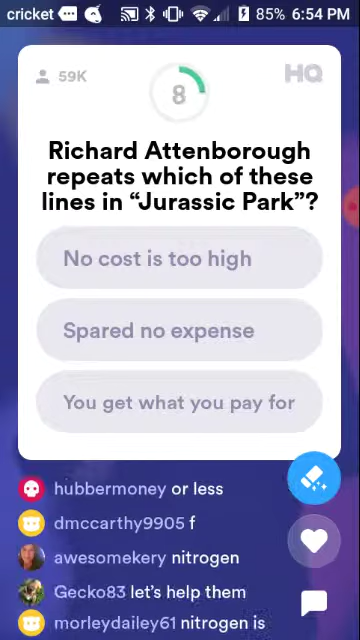 cricket 85% 6:54 PM
59K 8 HQ
Richard Attenborough
repeats which of these
lines in “Jurassic Park”?
No cost is too high
Spared no expense
You get what you pay for
hubbermoney or less
dmccarthy9905 f
awesomekery nitrogen
Gecko83 let's help them
morleydailey61 nitrogen is